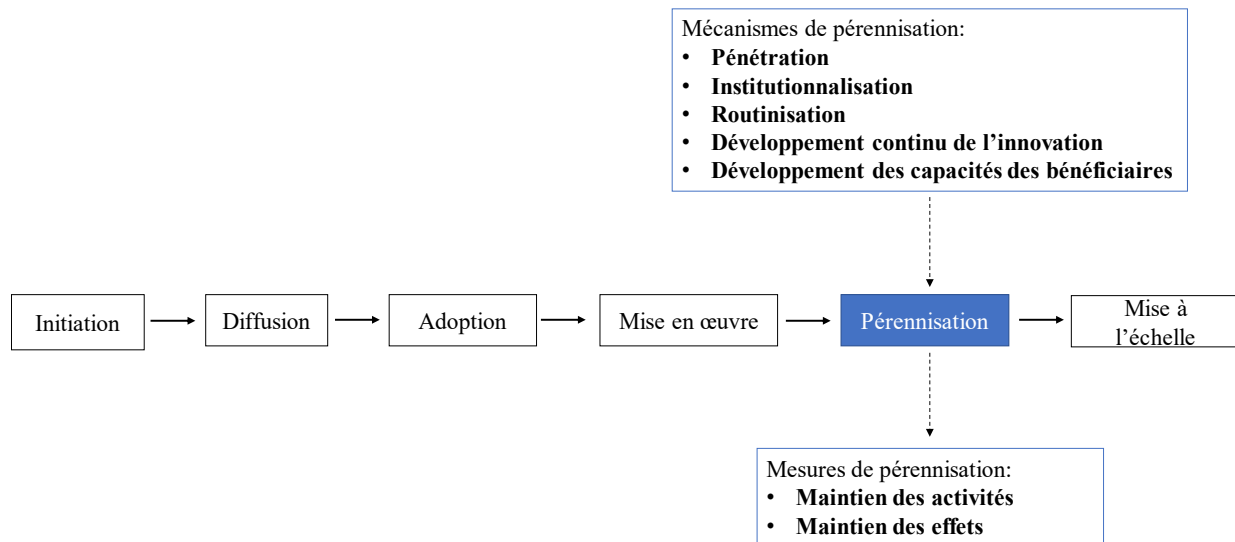 Mécanismes de pérennisation:
• Pénétration
• Institutionnalisation
• Routinisation
• Développement continu de l’innovation
• Développement des capacités des bénéficiaires
Initiation
Diffusion
Adoption
Mise en œuvre
Pérennisation
Mise à
l’échelle
Mesures de pérennisation:
• Maintien des activités
• Maintien des effets